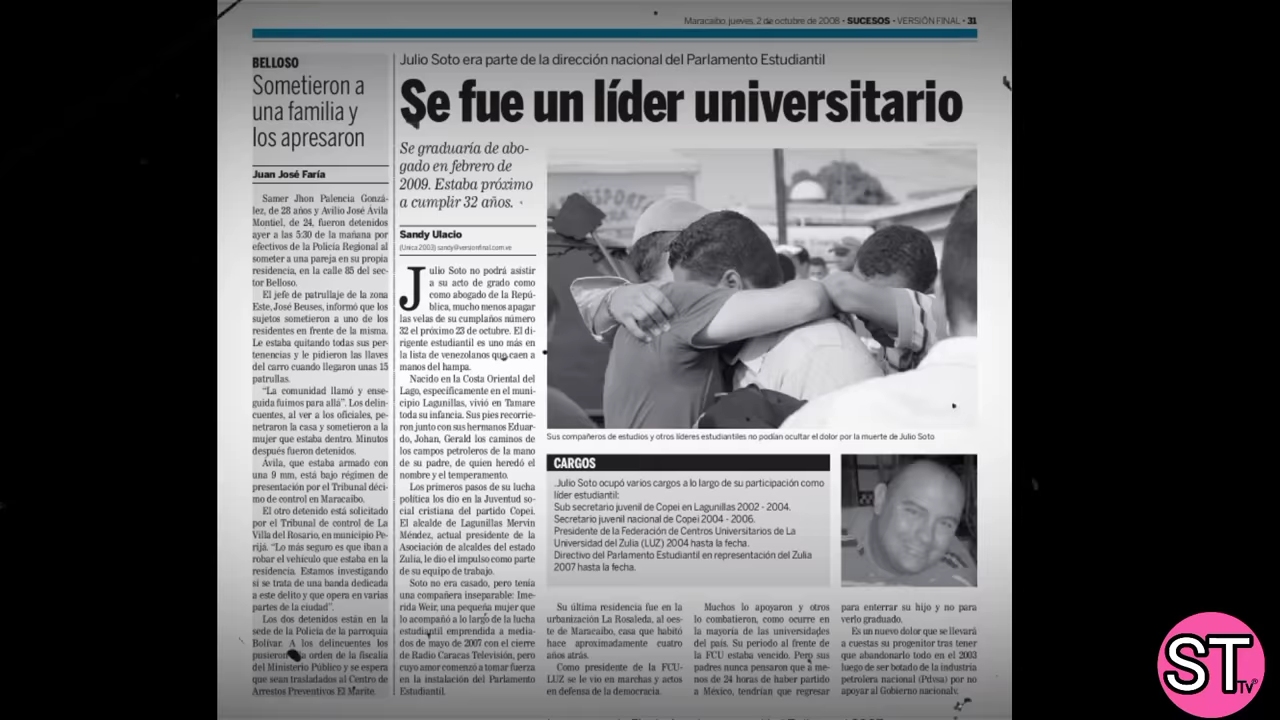 Maracaibo, jueves, 2 de octubre de 2008 • SUCESOS • VERSIÓN FINAL • 31
BELLOSO
Sometieron a
una familia y
los apresaron
Juan José Faría
Samer Jhon Palencia Gonzá-
lez, de 28 años y Avilio José Ávila
Montiel, de 24, fueron detenidos
ayer a las 5:30 de la mañana por
efectivos de la Policía Regional al
someter a una pareja en su propia
residencia, en la calle 85 del sec-
tor Belloso.
El jefe de patrullaje de la zona
Este, José Beuses, informó que los
sujetos sometieron a uno de los
residentes en frente de la misma.
Le estaba quitando todas sus per-
tenencias y le pidieron las llaves
del carro cuando llegaron unas 15
patrullas.
"La comunidad llamó y ense-
guida fuimos para allá". Los delin-
cuentes, al ver a los oficiales, pe-
netraron la casa y sometieron a la
mujer que estaba dentro. Minutos
después fueron detenidos.
Ávila, que estaba armado con
una 9 mm, está bajo régimen de
presentación por el Tribunal déci-
mo de control en Maracaibo.
El otro detenido está solicitado
por el Tribunal de control de La
Villa del Rosario, en municipio Pe-
rijá. "Lo más seguro es que iban a
robar el vehículo que estaba en la
residencia. Estamos investigando
si se trata de una banda dedicada
a este delito y que opera en varias
partes de la ciudad".
Los dos detenidos están en la
sede de la Policía de la parroquia
Bolívar. A los delincuentes los
pusieron a orden de la fiscalía
del Ministerio Público y se espera
que sean trasladados al Centro de
Arrestos Preventivos El Marite.
Julio Soto era parte de la dirección nacional del Parlamento Estudiantil
Se fue un líder universitario
Se graduaría de abo-
gado en febrero de
2009. Estaba próximo
a cumplir 32 años.
Sandy Ulacio
(Unica 2003) sandy@versionfinal.com.ve
Julio Soto no podrá asistir
a su acto de grado como
como abogado de la Repú-
blica, mucho menos apagar
las velas de su cumplaños número
32 el próximo 23 de octubre. El di-
rigente estudiantil es uno más en
la lista de venezolanos que caen a
manos del hampa.
Nacido en la Costa Oriental del
Lago, específicamente en el muni-
cipio Lagunillas, vivió en Tamare
toda su infancia. Sus pies recorrie-
ron junto con sus hermanos Eduar-
do, Johan, Gerald los caminos de
los campos petroleros de la mano
de su padre, de quien heredó el
nombre y el temperamento.
Los primeros pasos de su lucha
política los dio en la Juventud so-
cial cristiana del partido Copei.
El alcalde de Lagunillas Mervin
Méndez, actual presidente de la
Asociación de alcaldes del estado
Zulia, le dio el impulso como parte
de su equipo de trabajo.
Soto no era casado, pero tenía
una compañera inseparable: Ime-
rida Weir, una pequeña mujer que
lo acompañó a lo largo de la lucha
estudiantil emprendida a media-
dos de mayo de 2007 con el cierre
de Radio Caracas Televisión, pero
cuyo amor comenzó a tomar fuerza
en la instalación del Parlamento
Estudiantil.
Sus compañeros de estudios y otros líderes estudiantiles no podían ocultar el dolor por la muerte de Julio Soto
CARGOS
.Julio Soto ocupó varios cargos a lo largo de su participación como
líder estudiantil:
Sub secretario juvenil de Copei en Lagunillas 2002 - 2004.
Secretario juvenil nacional de Copei 2004 - 2006.
Presidente de la Federación de Centros Universitarios de La
Universidad del Zulia (LUZ) 2004 hasta la fecha.
Directivo del Parlamento Estudiantil en representación del Zulia
2007 hasta la fecha.
Su última residencia fue en la
urbanización La Rosaleda, al oes-
te de Maracaibo, casa que habitó
hace aproximadamente cuatro
años atrás.
Como presidente de la FCU-
LUZ se lo vio en marchas y actos
en defensa de la democracia.
Muchos lo apoyaron y otros
lo combatieron, como ocurre en
la mayoría de las universidades
del país. Su período al frente de
la FCU estaba vencido. Pero sus
padres nunca pensaron que a me-
nos de 24 horas de haber partido
a México, tendrían que regresar
para enterrar su hijo y no para
verlo graduado.
Es un nuevo dolor que se llevará
a cuestas su progenitor tras tener
que abandonarlo todo en el 2003
luego de ser botado de la industria
petrolera nacional (Pdvsa) por no
apoyar al Gobierno nacional.
ST TV